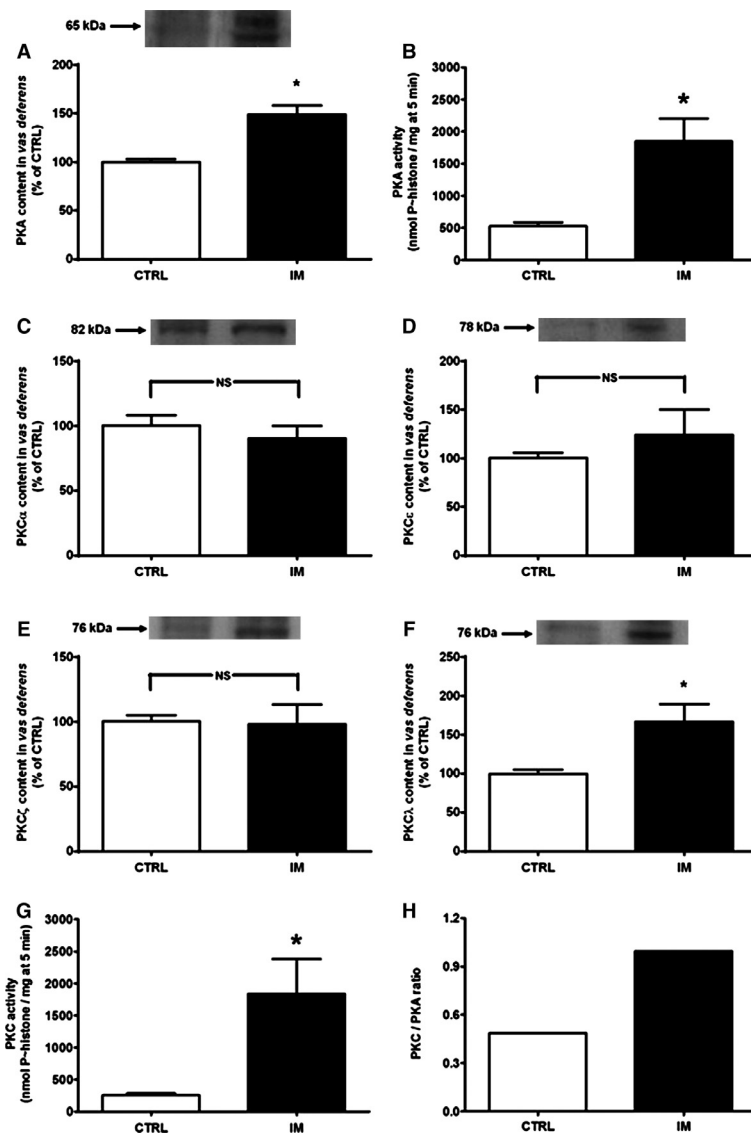 65 kDa
A
PKA content in vas deferens
(% of CTRL)
200
150
100
50
0
*
CTRL
IM
B
PKA activity
(nmol P~histone / mg at 5 min)
3000
2500
2000
1500
1000
500
0
*
CTRL
IM
C
82 kDa
PKCα content in vas deferens
(% of CTRL)
150
100
50
0
NS
CTRL
IM
D
78 kDa
PKCε content in vas deferens
(% of CTRL)
200
150
100
50
0
NS
CTRL
IM
E
76 kDa
PKCζ content in vas deferens
(% of CTRL)
150
100
50
0
NS
CTRL
IM
F
76 kDa
PKCλ content in vas deferens
(% of CTRL)
250
200
150
100
50
0
*
CTRL
IM
G
PKC activity
(nmol P~histone / mg at 5 min)
3000
2500
2000
1500
1000
500
0
*
CTRL
IM
H
PKC / PKA ratio
1.2
0.9
0.6
0.3
0.0
CTRL
IM